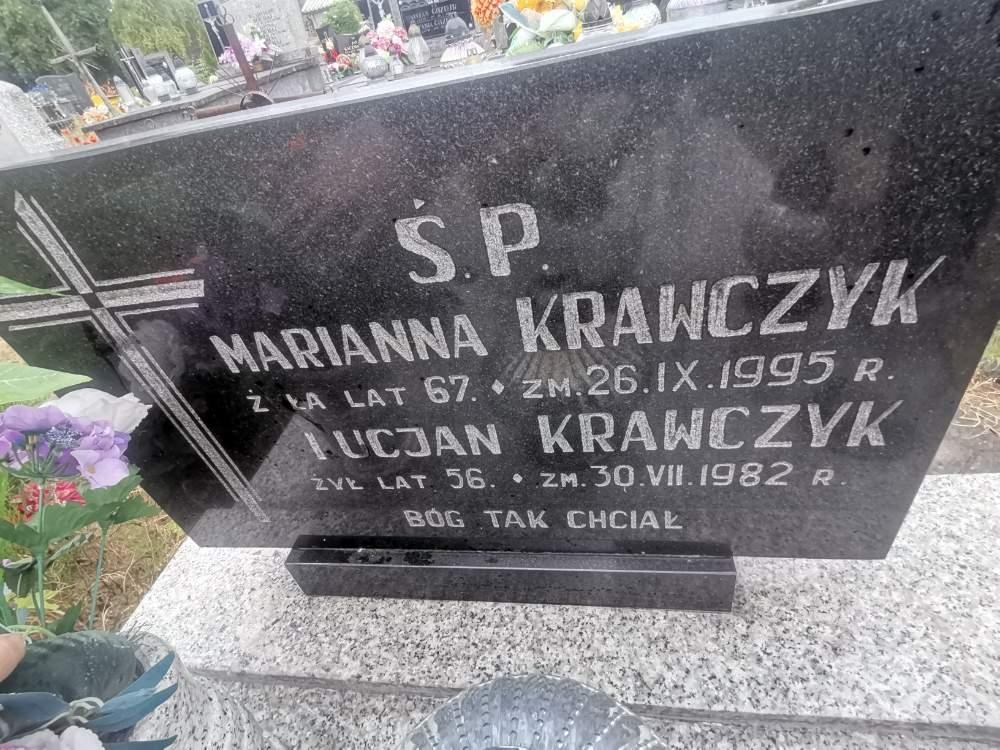 Ś. P.
MARIANNA KRAWCZYK
Ż ŁA LAT 67. ♦ ZM. 26. IX. 1995 R.
LUCJAN KRAWCZYK
ŻYŁ LAT 56. ♦ ZM. 30. VII. 1982 R.
BÓG TAK CHCIAŁ